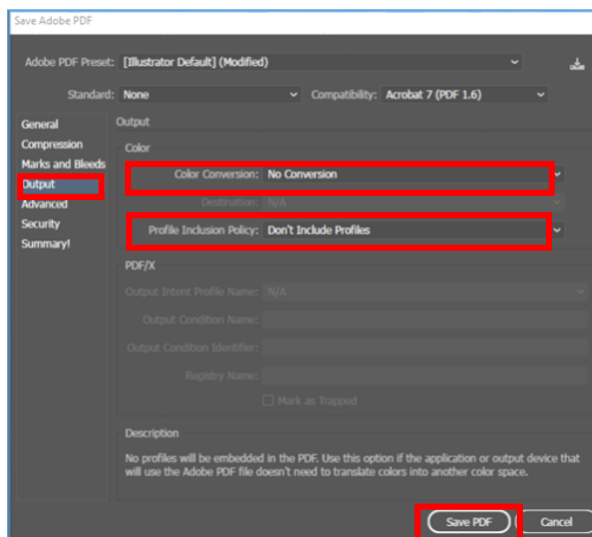 Save Adobe PDF
Adobe PDF Preset: [Illustrator Default] (Modified)
Standard: None Compatibility: Acrobat 7 (PDF 1.6)
General
Compression
Marks and Bleeds
Output
Advanced
Security
Summary!
Output
Color
Color Conversion: No Conversion
Destination: N/A
Profile Inclusion Policy: Don't Include Profiles
PDF/X
Output Intent Profile Name: N/A
Output Condition Name:
Output Condition Identifier:
Registry Name:
Mark as Trapped
Description
No profiles will be embedded in the PDF. Use this option if the application or output device that
will use the Adobe PDF file doesn't need to translate colors into another color space.
Save PDF Cancel